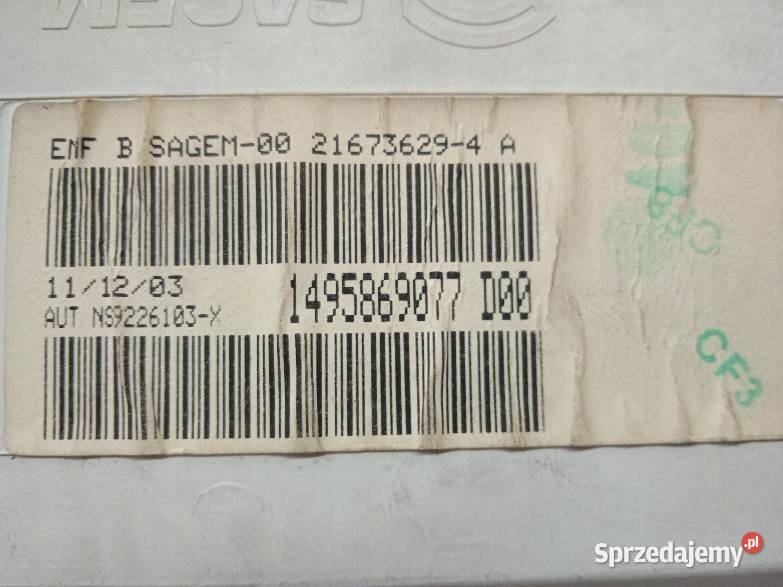 SAGEM
ENF B SAGEM-00 21673629-4 A
11/12/03
1495869077 D00
AUT NS9226103-X
CF3
Sprzedajemy.pl